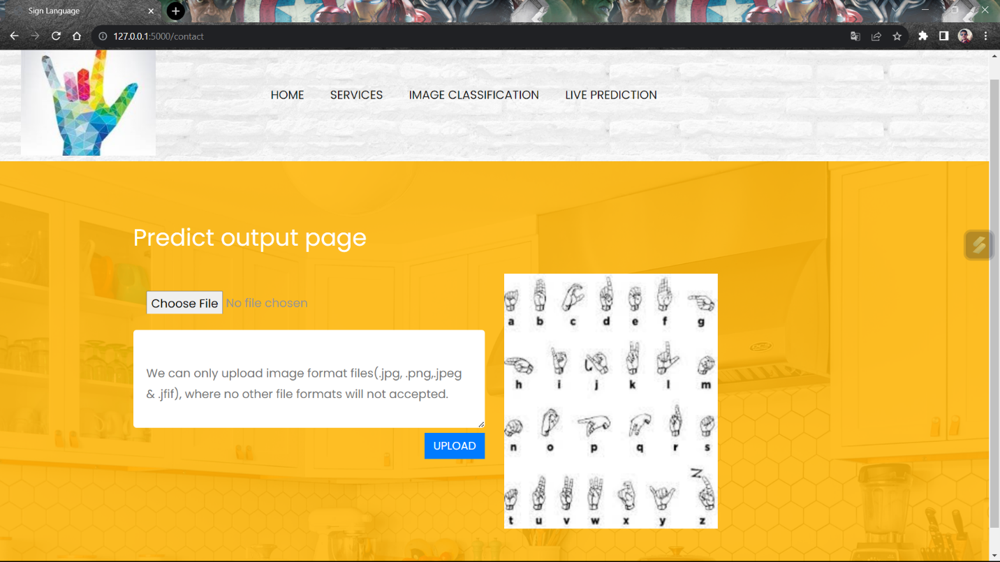 Sign Language
127.0.0.1:5000/contact
HOME SERVICES IMAGE CLASSIFICATION LIVE PREDICTION
Predict output page
Choose File No file chosen
We can only upload image format files(.jpg, .png,.jpeg
& .jfif), where no other file formats will not accepted.
UPLOAD
a b c d e f g
h i j k l m
n o p q r s
Z
t u v w x y z